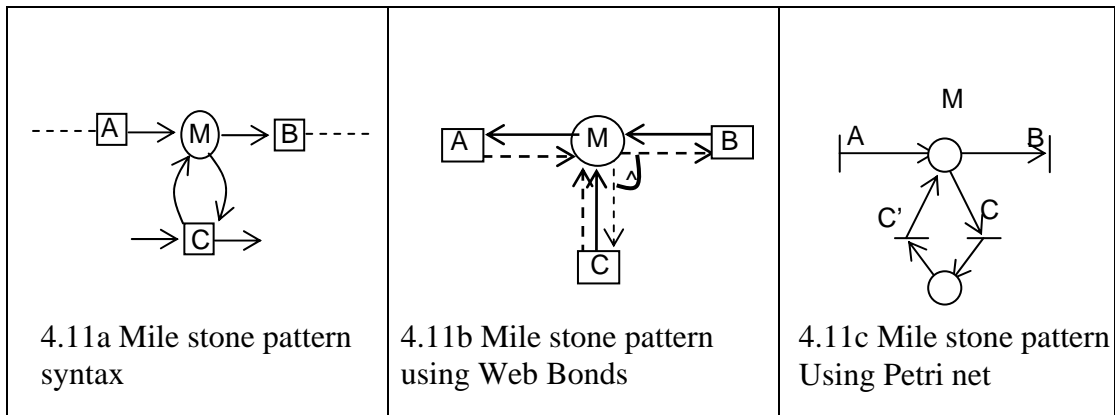 A M B
C
4.11a Mile stone pattern
syntax
A M B
^
C
4.11b Mile stone pattern
using Web Bonds
M
A B
C' C
4.11c Mile stone pattern
Using Petri net